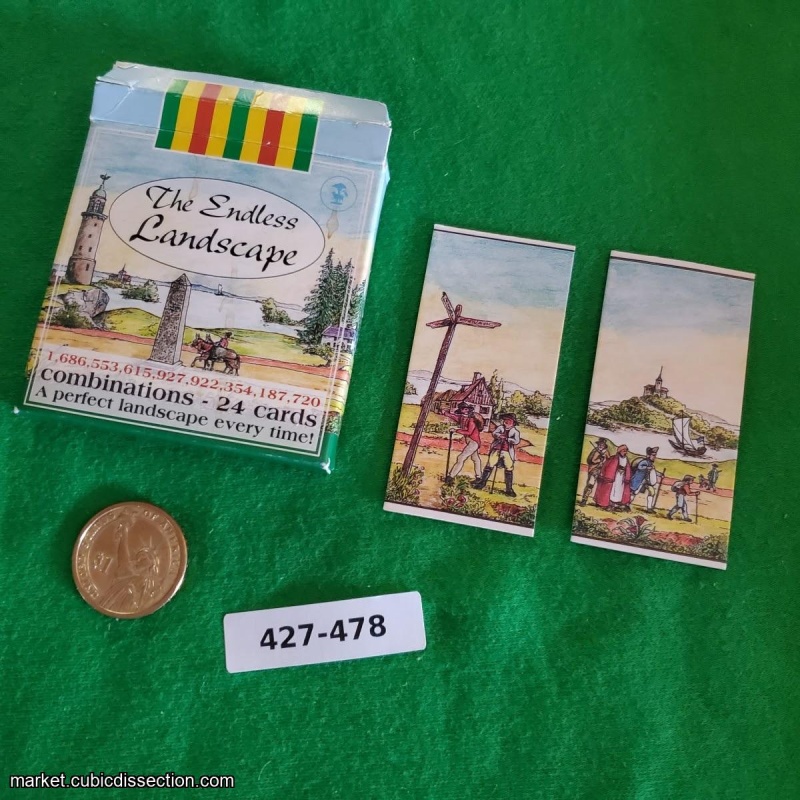 The Endless
Landscape
1,686,553,615,927,922,354,187,720
combinations - 24 cards
A perfect landscape every time!
427-478
market.cubicdissection.com